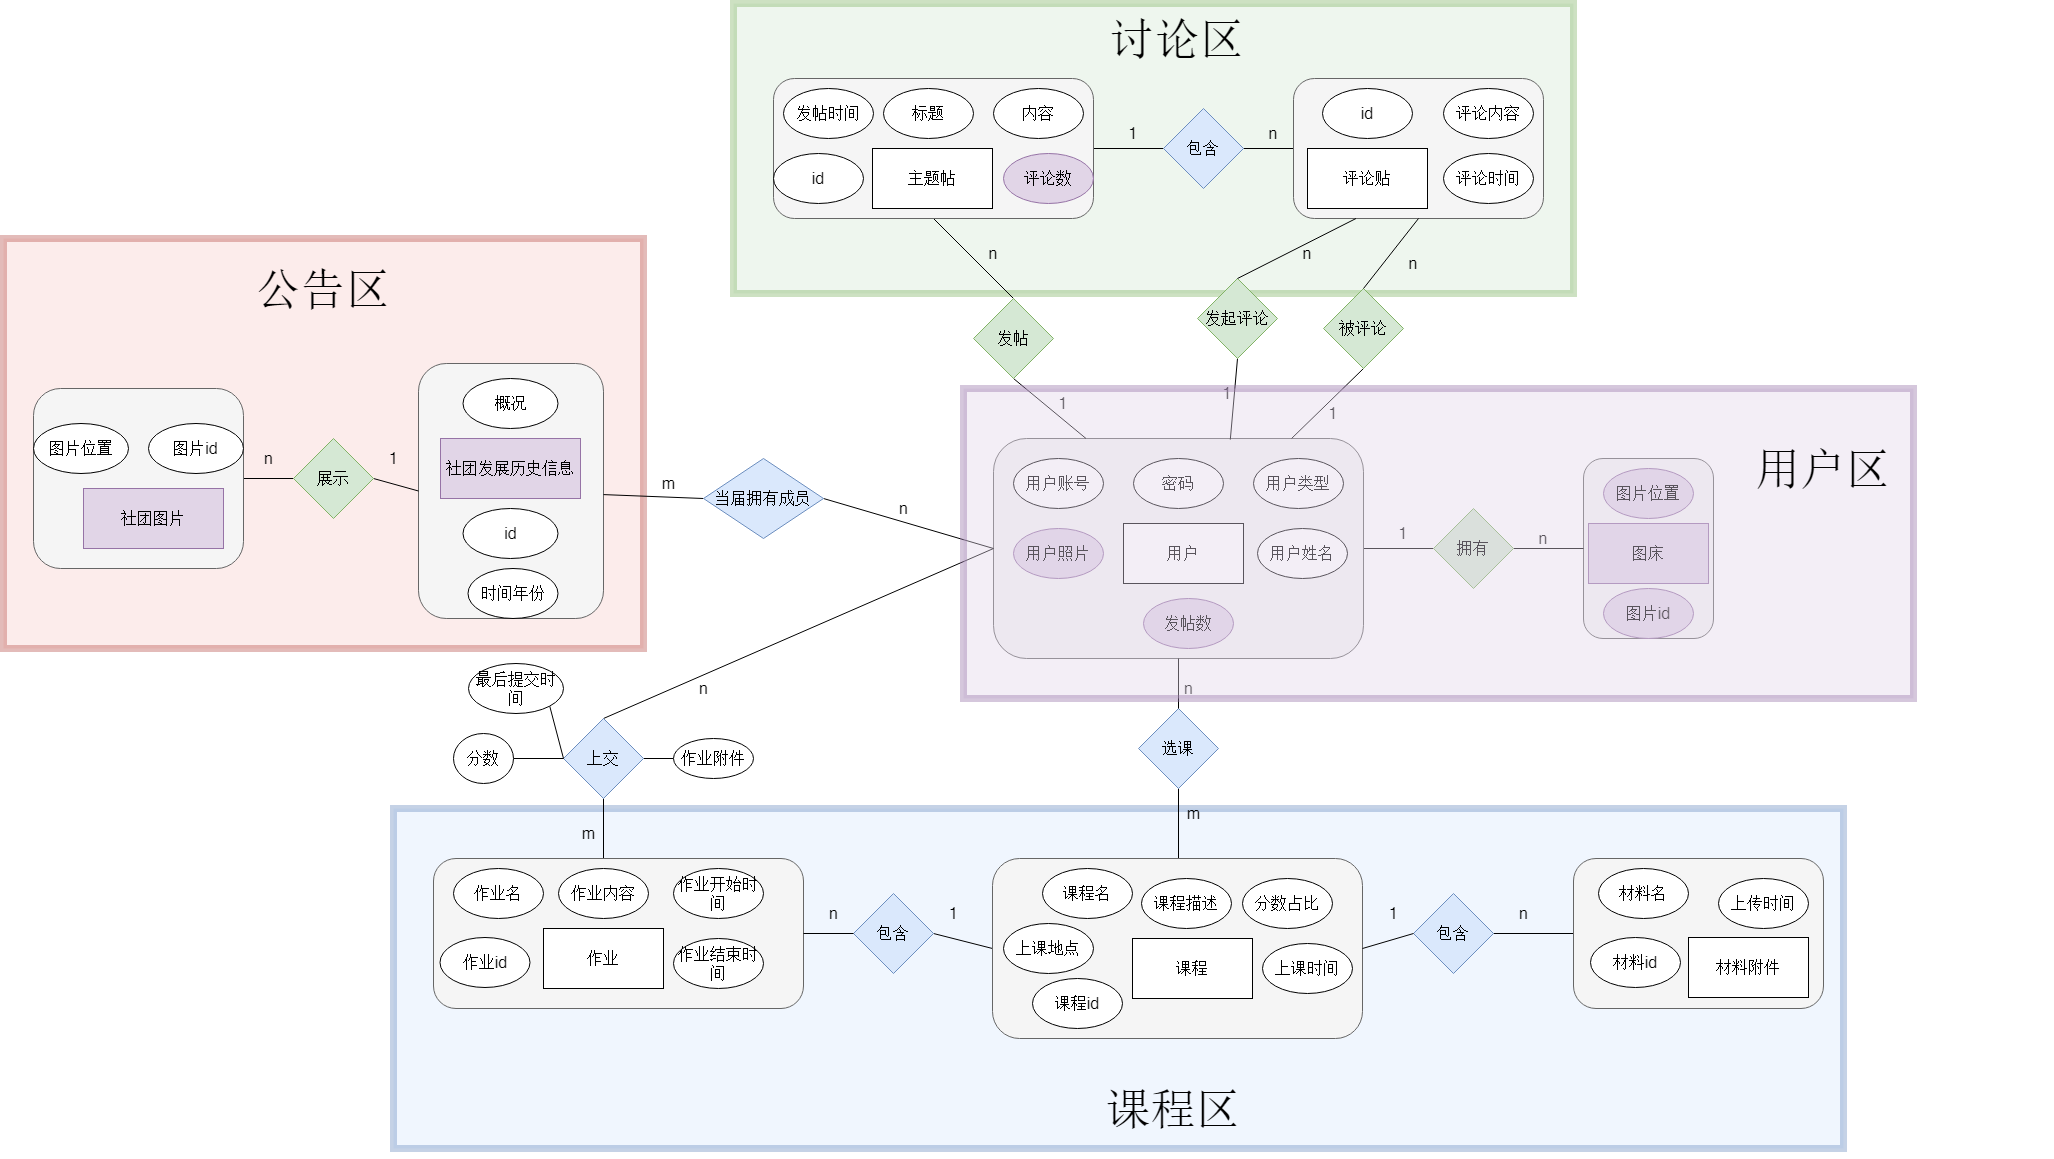 讨论区
发帖时间
标题
内容
id
主题帖
评论数
1
包含
n
id
评论内容
评论贴
评论时间
n
n
n
发帖
发起评论
被评论
1
1
1
公告区
图片位置
图片id
社团图片
n
展示
1
概况
社团发展历史信息
id
时间年份
m
当届拥有成员
n
用户区
用户账号
密码
用户类型
用户照片
用户
用户姓名
发帖数
1
拥有
n
图片位置
图床
图片id
n
最后提交时
间
分数
上交
作业附件
m
n
选课
m
作业名
作业内容
作业开始时
间
作业id
作业
作业结束时
间
n
包含
1
课程名
课程描述
分数占比
上课地点
课程
上课时间
课程id
1
包含
n
材料名
上传时间
材料id
材料附件
课程区